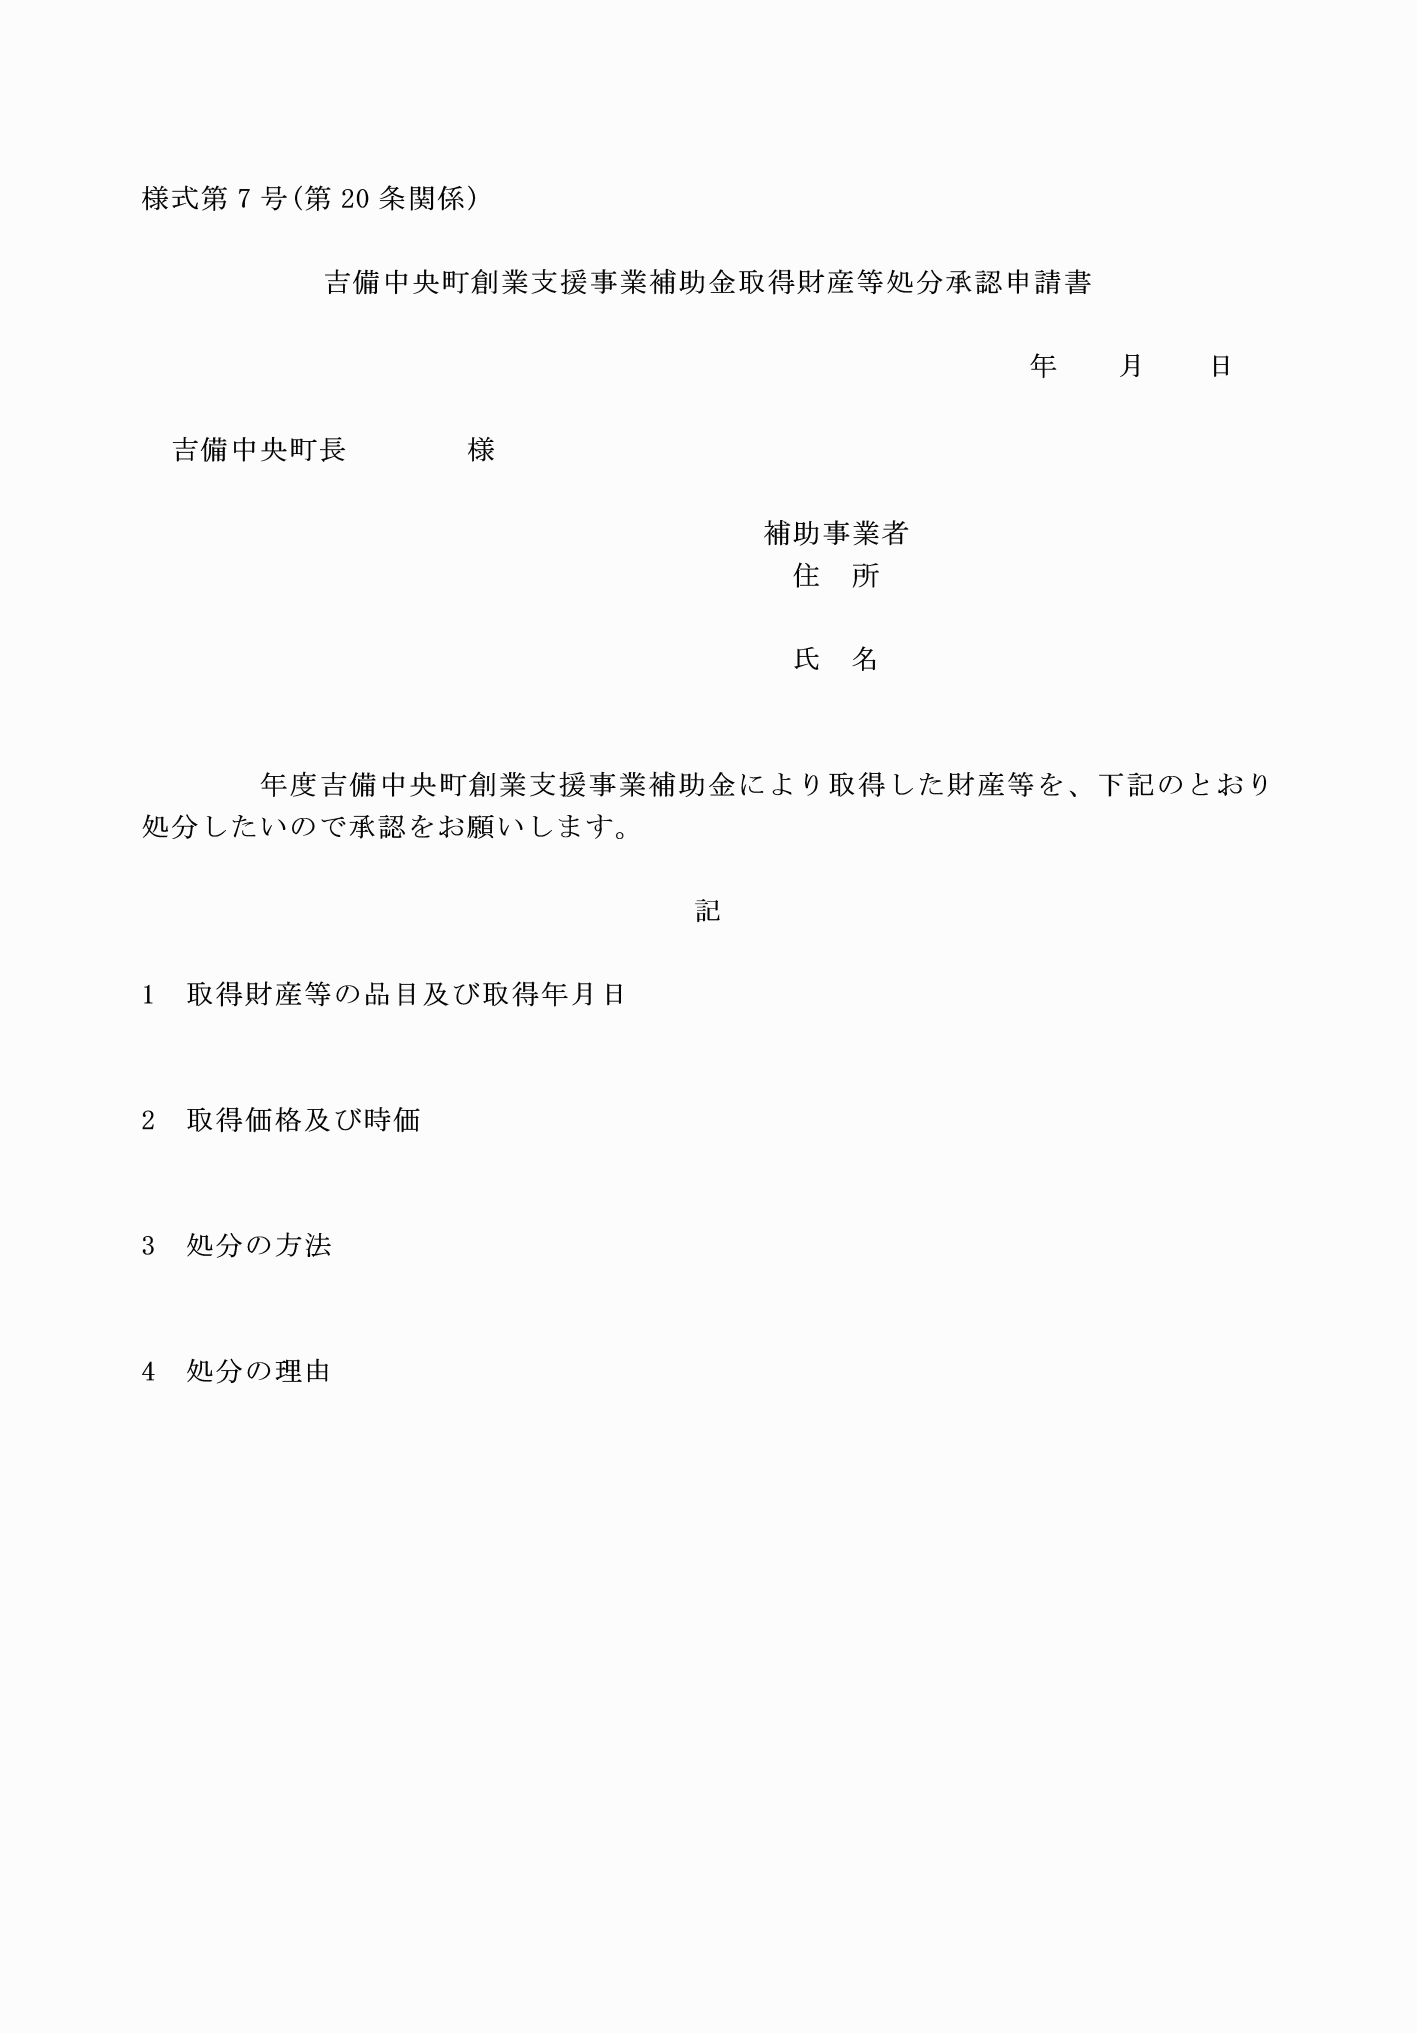 様式第 7 号(第 20 条関係)
吉備中央町創業支援事業補助金取得財産等処分承認申請書
年　　月　　日
吉備中央町長　　　　様
補助事業者
住　所
氏　名
年度吉備中央町創業支援事業補助金により取得した財産等を、下記のとおり
処分したいので承認をお願いします。
記
1　取得財産等の品目及び取得年月日
2　取得価格及び時価
3　処分の方法
4　処分の理由